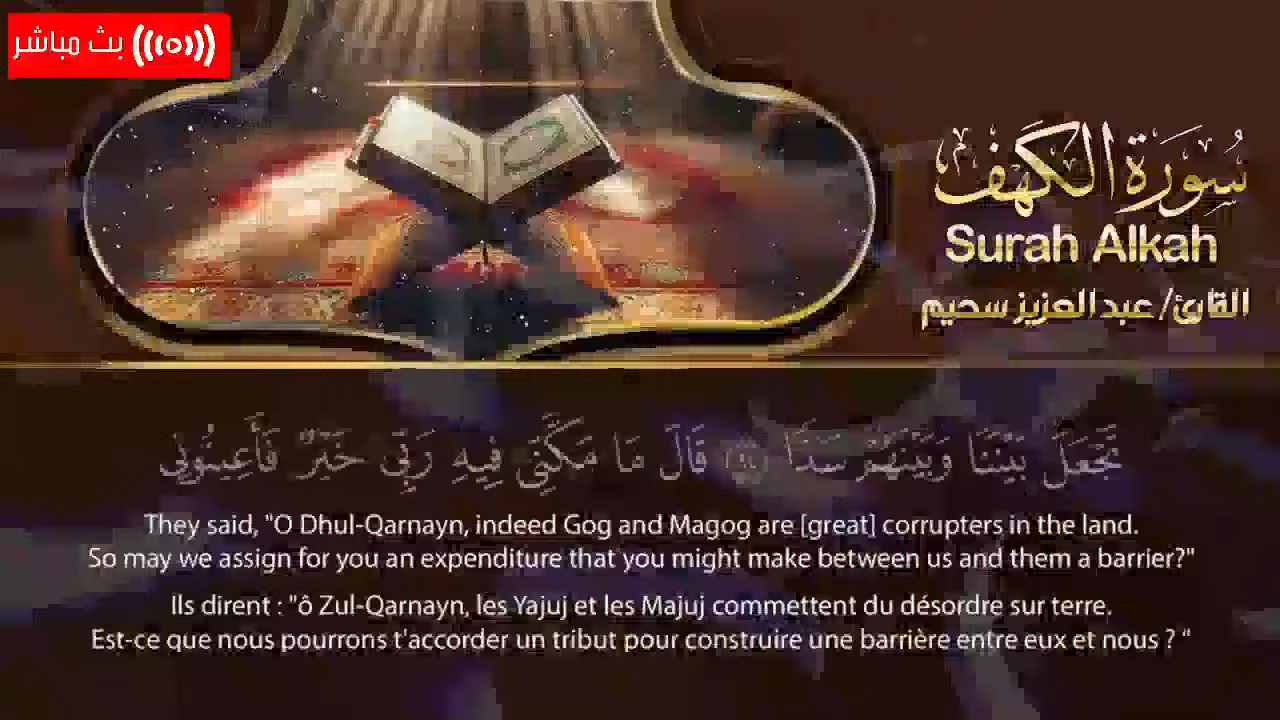 بث مباشر
سُورَةُ الكَهْفِ
Surah Alkah
القارئ/ عبد العزيز سحيم
تَجْعَلَ بَيْنَنَا وَبَيْنَهُمْ سَدًّا ۝ قَالَ مَا مَكَّنِّي فِيهِ رَبِّي خَيْرٌ فَأَعِينُونِي
They said, "O Dhul-Qarnayn, indeed Gog and Magog are [great] corrupters in the land.
So may we assign for you an expenditure that you might make between us and them a barrier?"
Ils dirent : "ô Zul-Qarnayn, les Yajuj et les Majuj commettent du désordre sur terre.
Est-ce que nous pourrons t'accorder un tribut pour construire une barrière entre eux et nous ? "